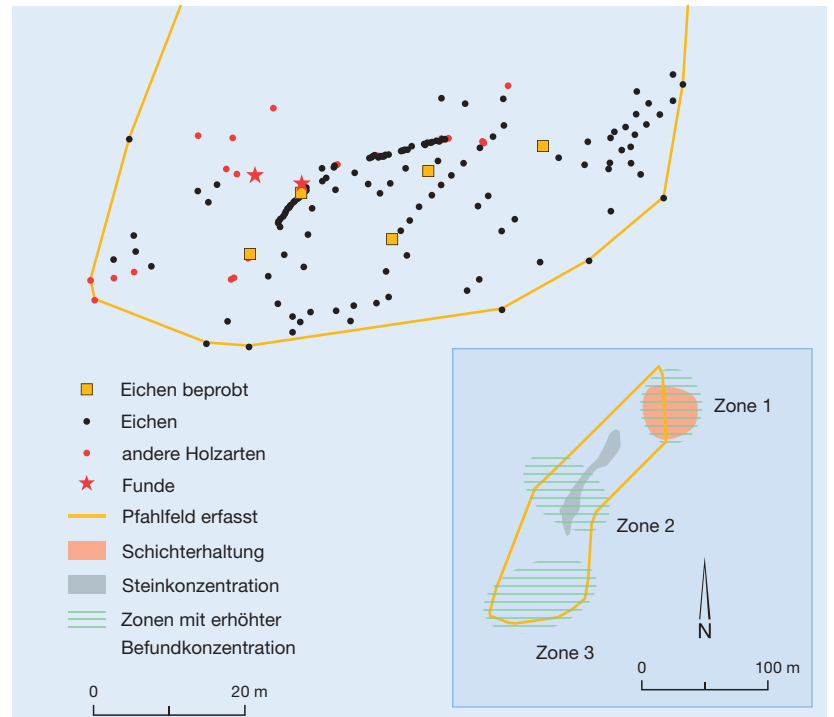 Eichen beprobt
Eichen
andere Holzarten
Funde
Pfahlfeld erfasst
Schichterhaltung
Steinkonzentration
Zonen mit erhöhter
Befundkonzentration
0 20 m
Zone 1
Zone 2
Zone 3
N
0 100 m